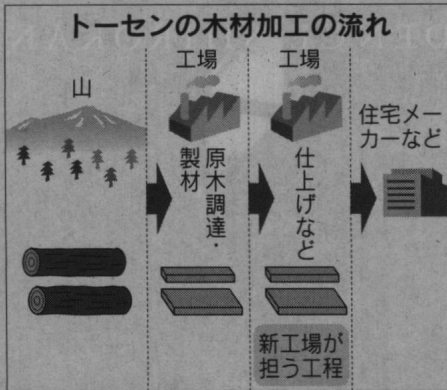 トーセンの木材加工の流れ
山
工場
原木調達・
製材
工場
仕上げなど
新工場が
担う工程
住宅メー
カーなど